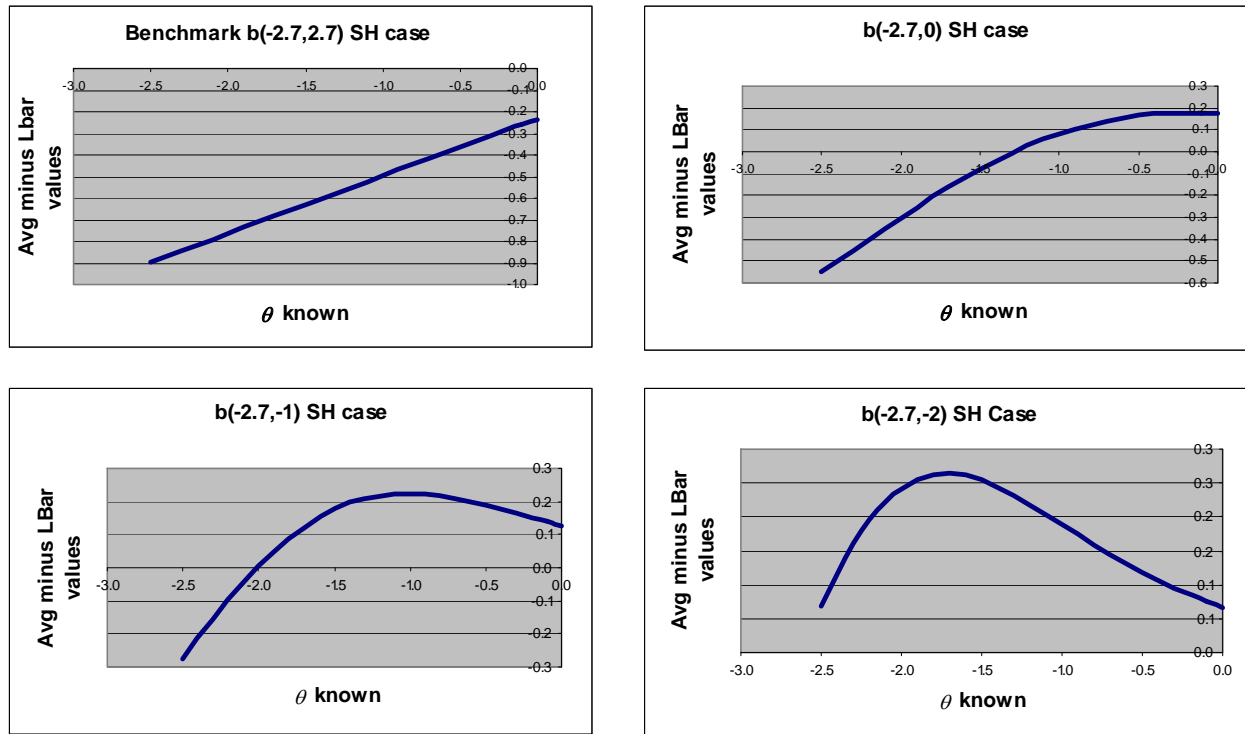 Benchmark b(-2.7,2.7) SH case
Avg minus Lbar
values
-3.0 -2.5 -2.0 -1.5 -1.0 -0.5 0.0
0.0
-0.1
-0.2
-0.3
-0.4
-0.5
-0.6
-0.7
-0.8
-0.9
-1.0
θ known
b(-2.7,0) SH case
Avg minus LBar
values
0.3
0.2
0.1
0.0
-0.1
-0.2
-0.3
-0.4
-0.5
-0.6
-3.0 -2.5 -2.0 -1.5 -1.0 -0.5 0.0
θ known
b(-2.7,-1) SH case
Avg minus LBar
values
0.3
0.2
0.1
0.0
-0.1
-0.2
-0.3
-3.0 -2.5 -2.0 -1.5 -1.0 -0.5 0.0
θ known
b(-2.7,-2) SH Case
Avg minus LBar
values
0.3
0.3
0.2
0.2
0.1
0.1
0.0
-3.0 -2.5 -2.0 -1.5 -1.0 -0.5 0.0
θ known